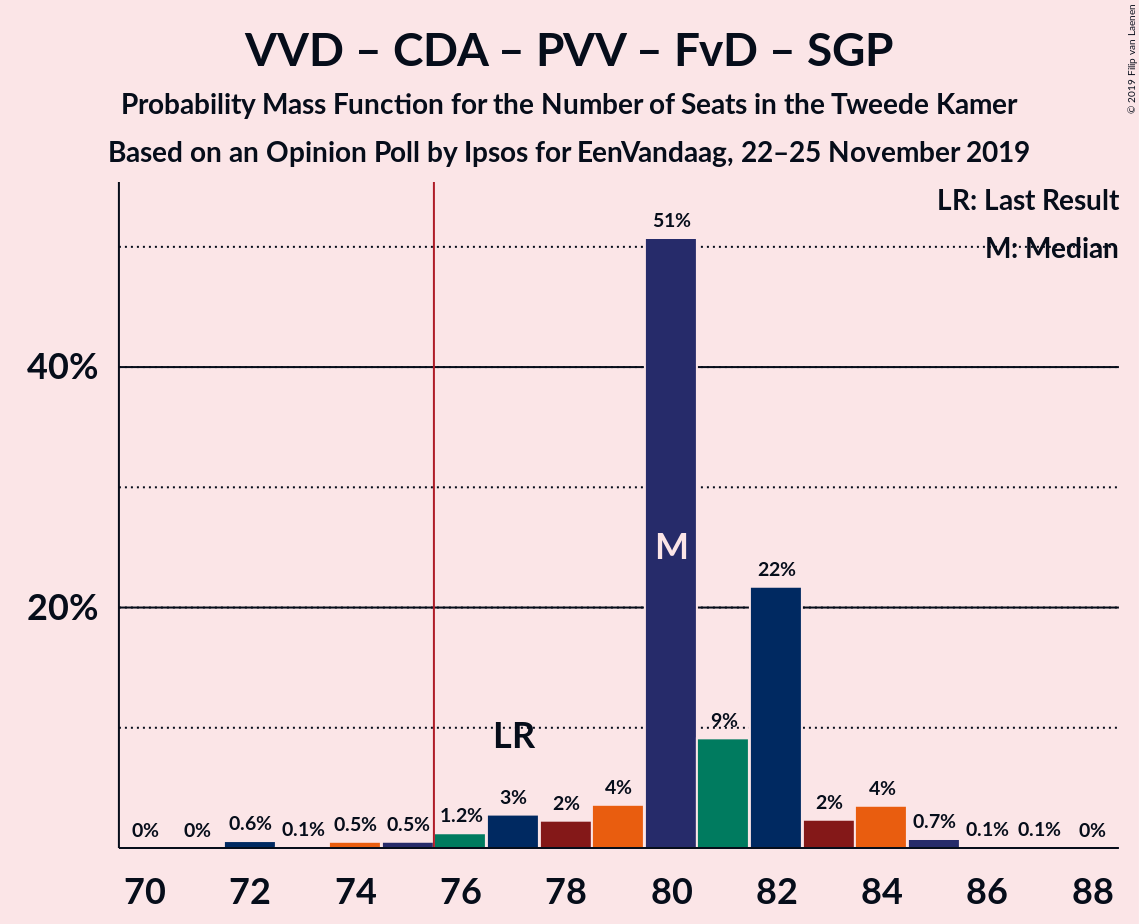 VVD – CDA – PVV – FvD – SGP
Probability Mass Function for the Number of Seats in the Tweede Kamer
Based on an Opinion Poll by Ipsos for EenVandaag, 22–25 November 2019
© 2019 Filip van Laenen
LR: Last Result
M: Median
40%
20%
0%
0%
0.6%
0.1%
0.5%
0.5%
1.2%
3%
2%
4%
51%
9%
22%
2%
4%
0.7%
0.1%
0.1%
0%
LR
M
70 72 74 76 78 80 82 84 86 88